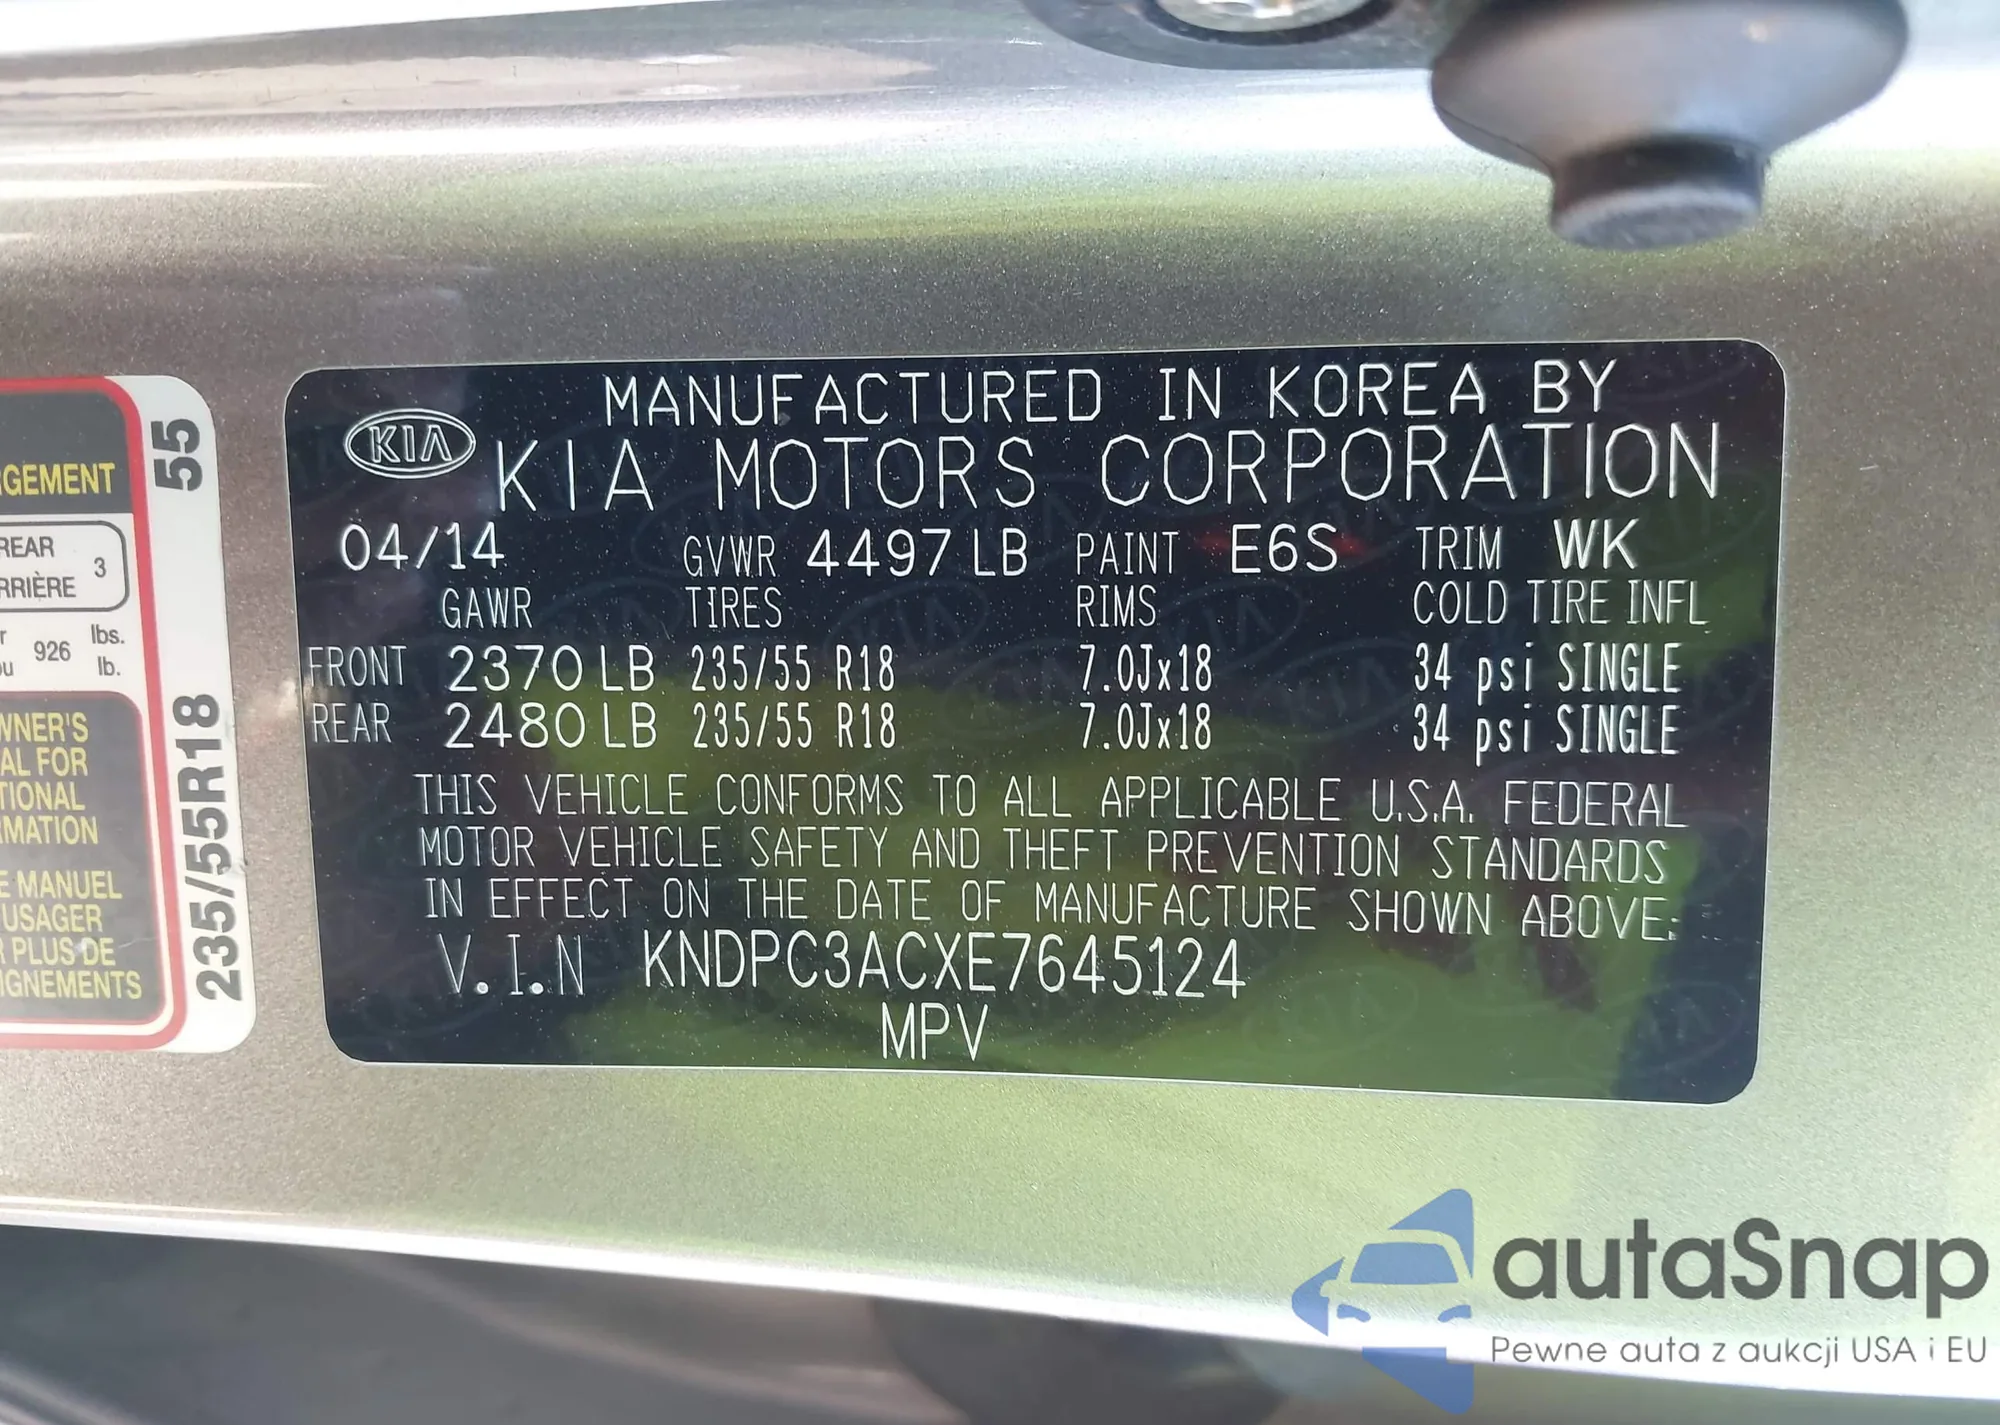 GEMENT
REAR
RRIÈRE
3
926
lbs.
lb.
WNER'S
AL FOR
TIONAL
RMATION
E MANUEL
USAGER
R PLUS DE
IGNEMENTS
55
235/55R18
KIA
MANUFACTURED IN KOREA BY
KIA MOTORS CORPORATION
04/14 GVWR 4497 LB PAINT E6S TRIM WK
GAWR TIRES RIMS COLD TIRE INFL
FRONT 2370 LB 235/55 R18 7.0Jx18 34 psi SINGLE
REAR 2480 LB 235/55 R18 7.0Jx18 34 psi SINGLE
THIS VEHICLE CONFORMS TO ALL APPLICABLE U.S.A. FEDERAL
MOTOR VEHICLE SAFETY AND THEFT PREVENTION STANDARDS
IN EFFECT ON THE DATE OF MANUFACTURE SHOWN ABOVE:
V.I.N KNDPC3ACXE7645124
MPV
autaSnap
Pewne auta z aukcji USA i EU